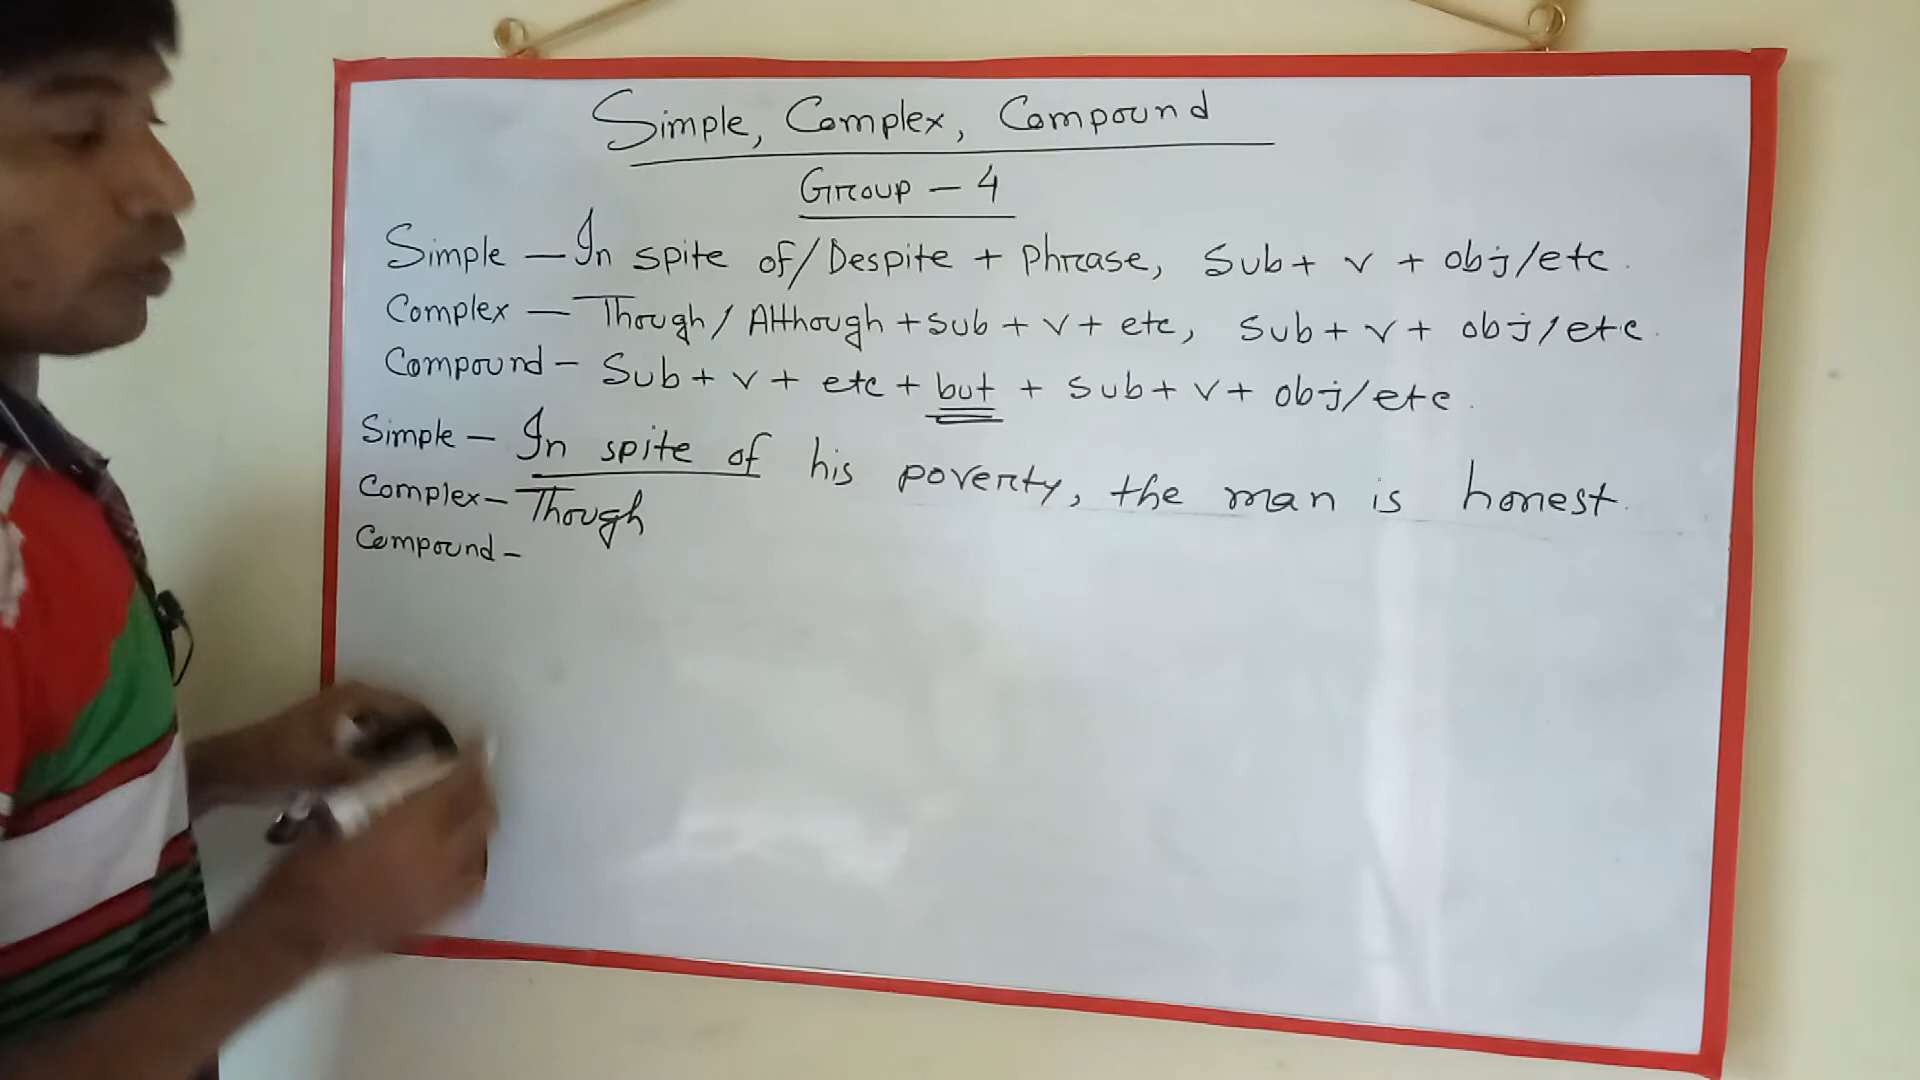 Simple, Complex, Compound
Group - 4
Simple - In spite of/Despite + Phrase, Sub + v + obj/etc.
Complex - Though/Although + sub + v + etc, Sub + v + obj/etc.
Compound - Sub + v + etc + but + sub + v + obj/etc.
Simple - In spite of his poverty, the man is honest.
Complex - Though
Compound -